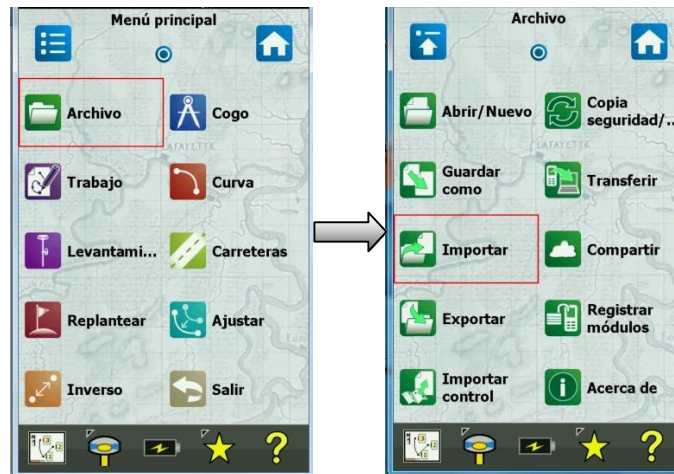 Menú principal
Archivo
Cogo
Trabajo
Curva
Levantami...
Carreteras
Replantear
Ajustar
Inverso
Salir
?
Archivo
Abrir/Nuevo
Copia
seguridad/..
Guardar
como
Transferir
Importar
Compartir
Exportar
Registrar
módulos
Importar
control
Acerca de
?